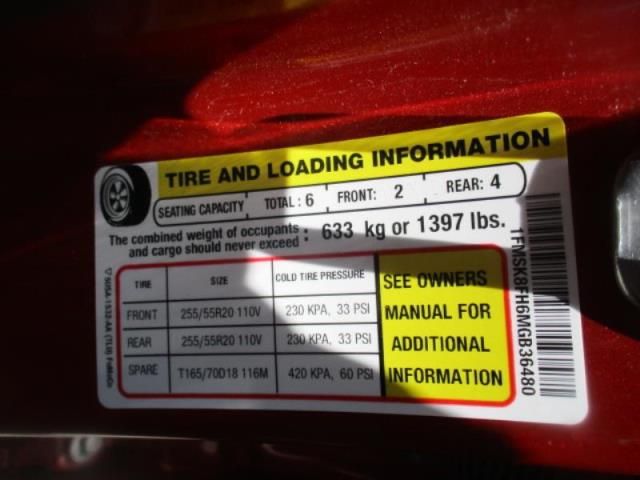 TIRE AND LOADING INFORMATION
SEATING CAPACITY TOTAL: 6 FRONT: 2 REAR: 4
The combined weight of occupants and cargo should never exceed : 633 kg or 1397 lbs.
TIRE SIZE COLD TIRE PRESSURE
FRONT 255/55R20 110V 230 KPA, 33 PSI
REAR 255/55R20 110V 230 KPA, 33 PSI
SPARE T165/70D18 116M 420 KPA, 60 PSI
SEE OWNERS
MANUAL FOR
ADDITIONAL
INFORMATION
1FMSK8FH6MGB36480